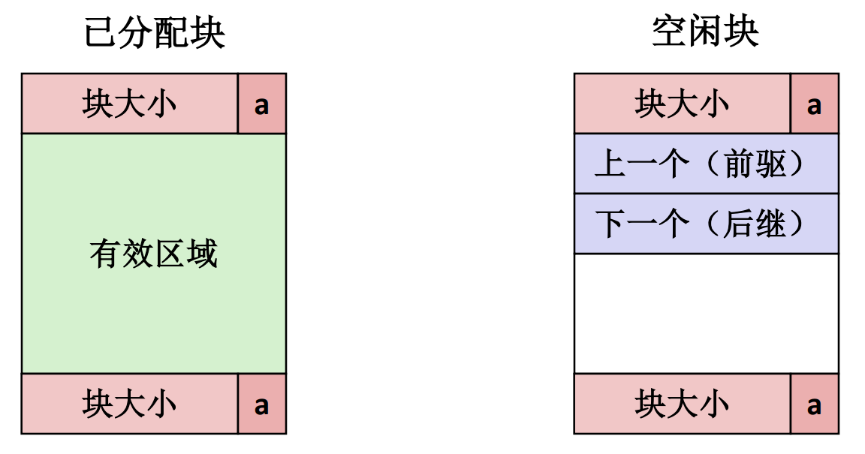 已分配块
空闲块
块大小 a
块大小 a
有效区域
上一个（前驱）
下一个（后继）
块大小 a
块大小 a